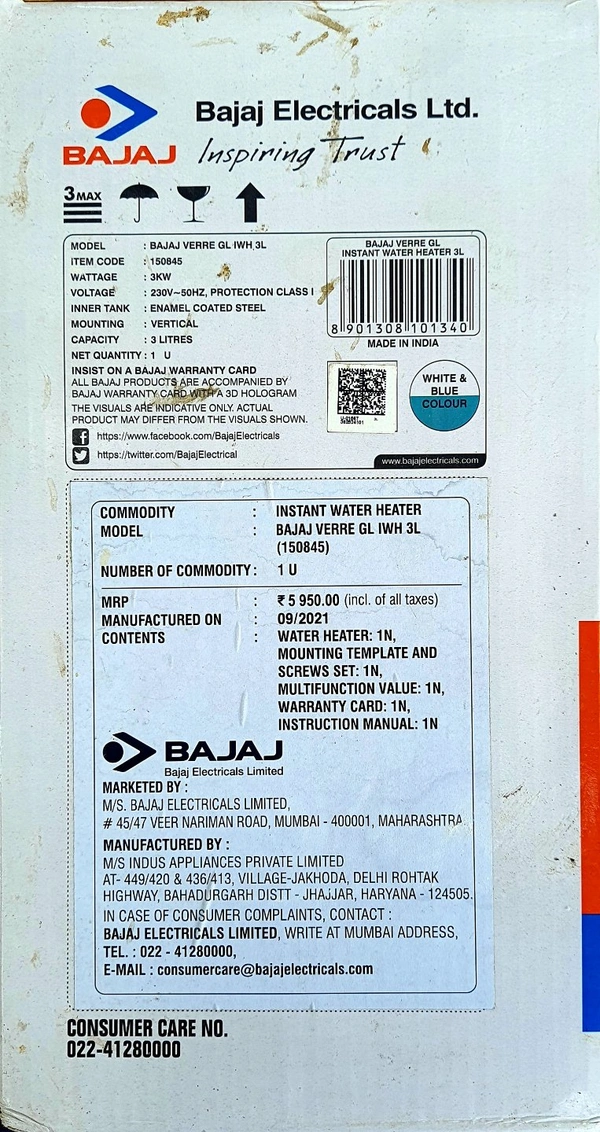 BAJAJ
Bajaj Electricals Ltd.
Inspiring Trust
3 MAX
MODEL : BAJAJ VERRE GL IWH 3L
ITEM CODE : 150845
WATTAGE : 3KW
VOLTAGE : 230V~50HZ, PROTECTION CLASS I
INNER TANK : ENAMEL COATED STEEL
MOUNTING : VERTICAL
CAPACITY : 3 LITRES
NET QUANTITY : 1 U
INSIST ON A BAJAJ WARRANTY CARD
ALL BAJAJ PRODUCTS ARE ACCOMPANIED BY
BAJAJ WARRANTY CARD WITH A 3D HOLOGRAM
THE VISUALS ARE INDICATIVE ONLY. ACTUAL
PRODUCT MAY DIFFER FROM THE VISUALS SHOWN.
https://www.facebook.com/BajajElectricals
https://twitter.com/BajajElectrical
BAJAJ VERRE GL
INSTANT WATER HEATER 3L
8 901308 101340
MADE IN INDIA
WHITE &
BLUE
COLOUR
www.bajajelectricals.com
COMMODITY : INSTANT WATER HEATER
MODEL : BAJAJ VERRE GL IWH 3L
(150845)
NUMBER OF COMMODITY : 1 U
MRP : ₹ 5 950.00 (incl. of all taxes)
MANUFACTURED ON : 09/2021
CONTENTS : WATER HEATER: 1N,
MOUNTING TEMPLATE AND
SCREWS SET: 1N,
MULTIFUNCTION VALUE: 1N,
WARRANTY CARD: 1N,
INSTRUCTION MANUAL: 1N
BAJAJ
Bajaj Electricals Limited
MARKETED BY :
M/S. BAJAJ ELECTRICALS LIMITED,
# 45/47 VEER NARIMAN ROAD, MUMBAI - 400001, MAHARASHTRA
MANUFACTURED BY :
M/S INDUS APPLIANCES PRIVATE LIMITED
AT- 449/420 & 436/413, VILLAGE-JAKHODA, DELHI ROHTAK
HIGHWAY, BAHADURGARH DISTT - JHAJJAR, HARYANA - 124505.
IN CASE OF CONSUMER COMPLAINTS, CONTACT :
BAJAJ ELECTRICALS LIMITED, WRITE AT MUMBAI ADDRESS,
TEL. : 022 - 41280000,
E-MAIL : consumercare@bajajelectricals.com
CONSUMER CARE NO.
022-41280000